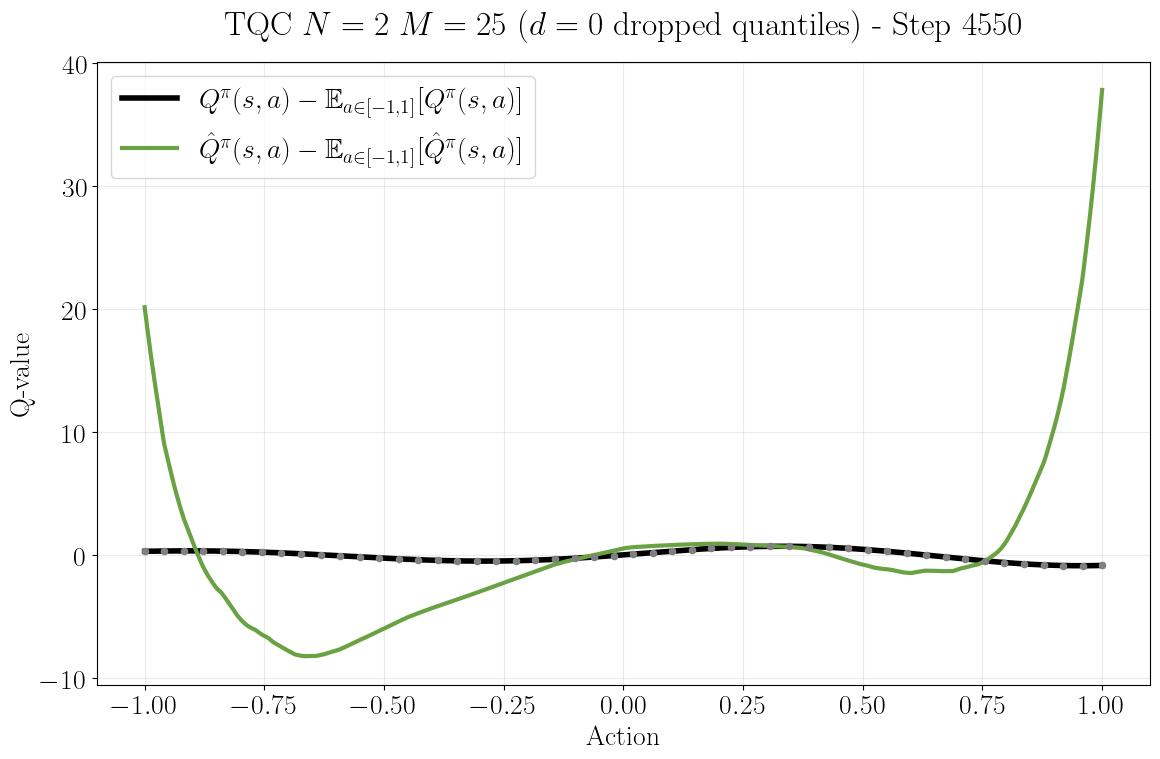 TQC N = 2 M = 25 (d = 0 dropped quantiles) - Step 4550
Q^π(s, a) − 𝔼_{a∈[−1,1]}[Q^π(s, a)]
Q̂^π(s, a) − 𝔼_{a∈[−1,1]}[Q̂^π(s, a)]
40
30
20
10
0
−10
Q-value
−1.00 −0.75 −0.50 −0.25 0.00 0.25 0.50 0.75 1.00
Action